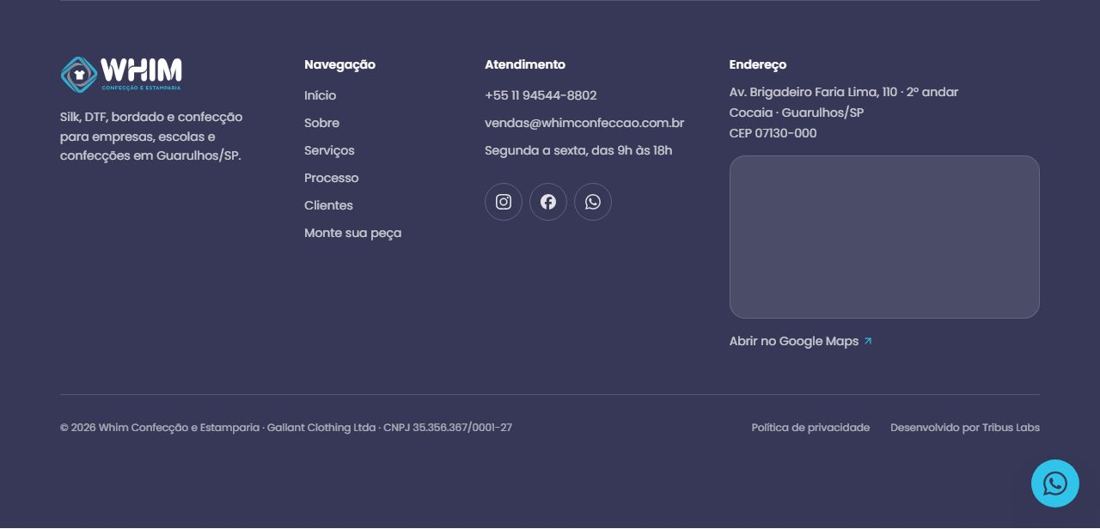 WHIM
CONFECÇÃO E ESTAMPARIA
Silk, DTF, bordado e confecção
para empresas, escolas e
confecções em Guarulhos/SP.
Navegação
Início
Sobre
Serviços
Processo
Clientes
Monte sua peça
Atendimento
+55 11 94544-8802
vendas@whimconfeccao.com.br
Segunda a sexta, das 9h às 18h
Endereço
Av. Brigadeiro Faria Lima, 110 · 2º andar
Cocaia · Guarulhos/SP
CEP 07130-000
Abrir no Google Maps
© 2026 Whim Confecção e Estamparia · Gallant Clothing Ltda · CNPJ 35.356.367/0001-27
Política de privacidade
Desenvolvido por Tribus Labs